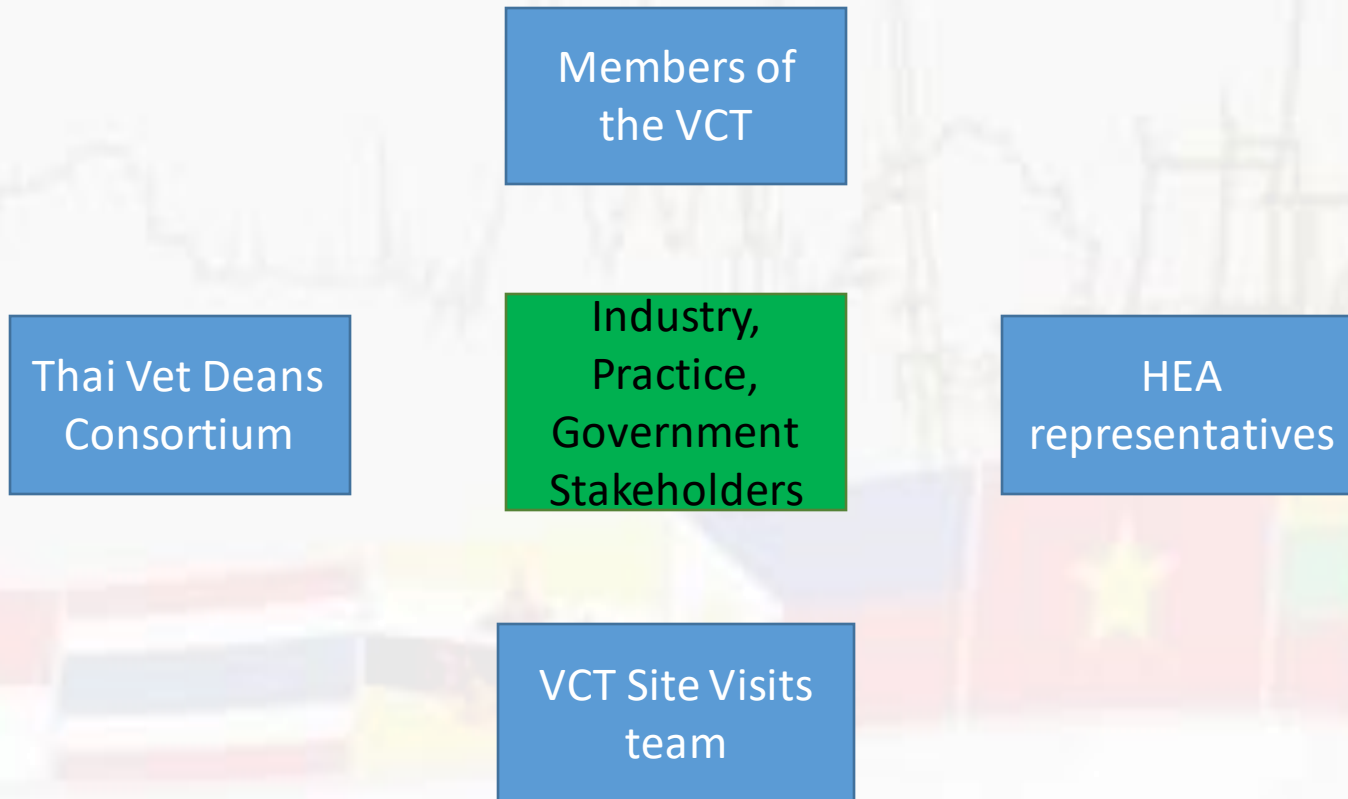 Members of
the VCT
Thai Vet Deans
Consortium
Industry,
Practice,
Government
Stakeholders
HEA
representatives
VCT Site Visits
team